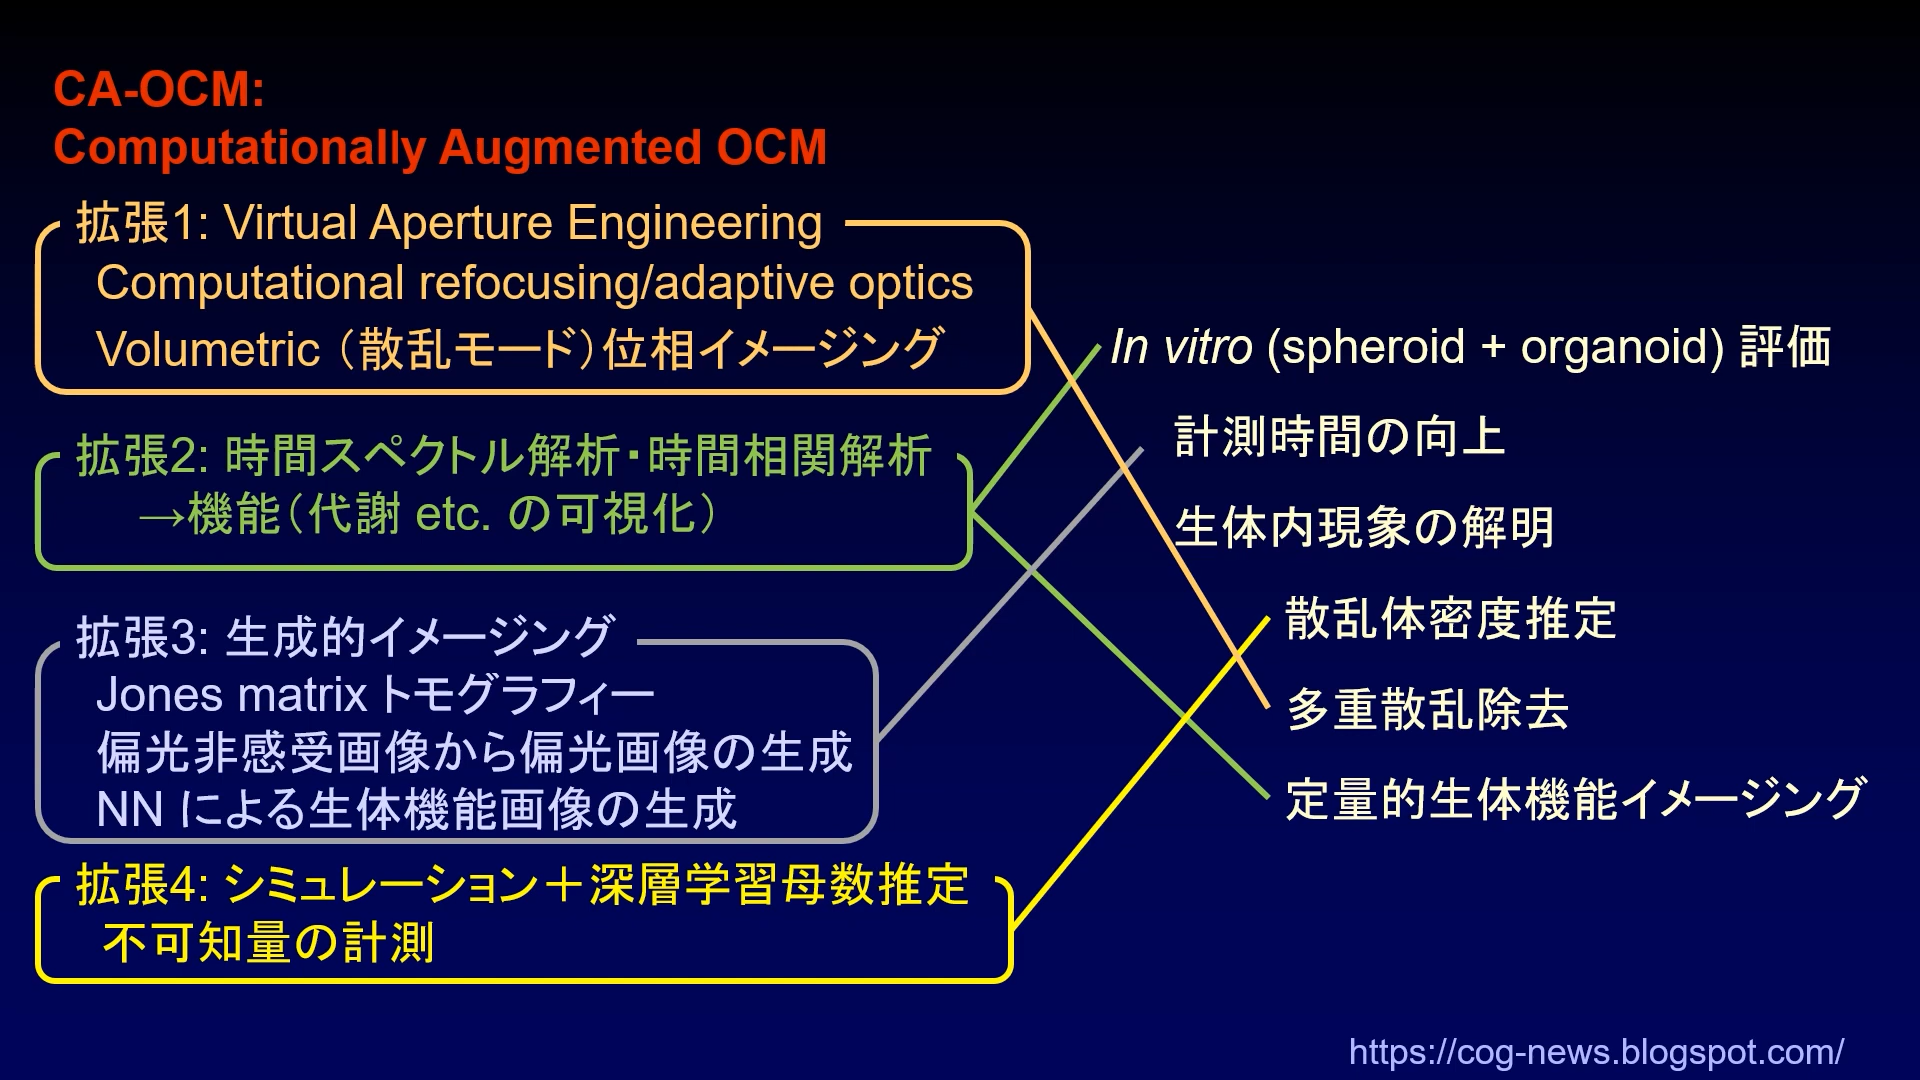 CA-OCM:
Computationally Augmented OCM
拡張1: Virtual Aperture Engineering
Computational refocusing/adaptive optics
Volumetric（散乱モード）位相イメージング
拡張2: 時間スペクトル解析・時間相関解析
→機能（代謝 etc. の可視化）
拡張3: 生成的イメージング
Jones matrix トモグラフィー
偏光非感受画像から偏光画像の生成
NN による生体機能画像の生成
拡張4: シミュレーション＋深層学習母数推定
不可知量の計測
In vitro (spheroid + organoid) 評価
計測時間の向上
生体内現象の解明
散乱体密度推定
多重散乱除去
定量的生体機能イメージング
https://cog-news.blogspot.com/